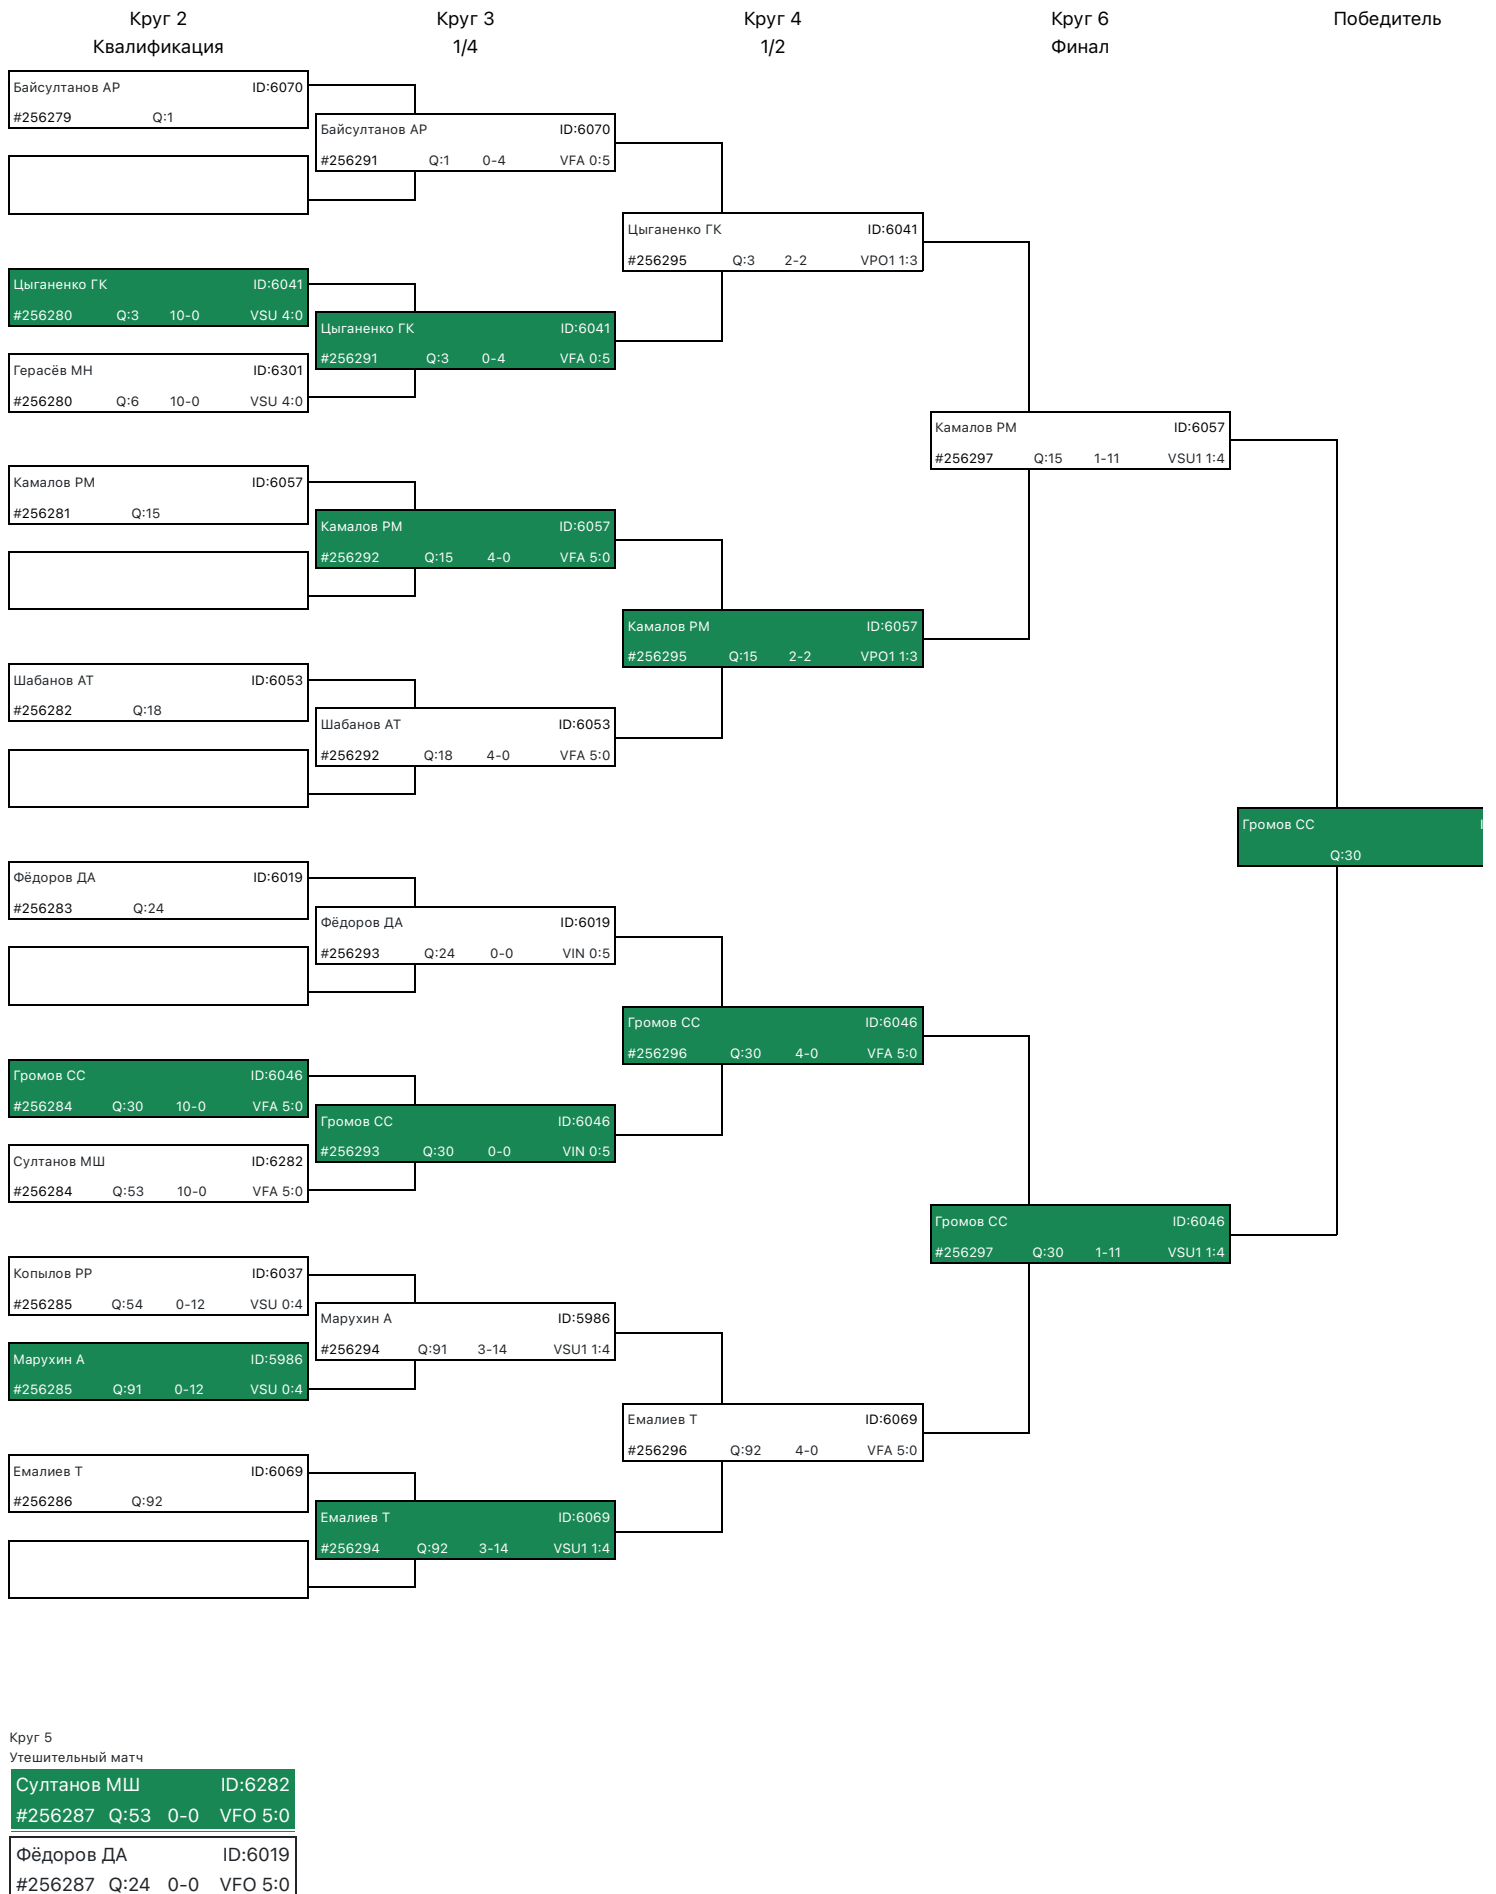 Круг 2
Квалификация
Круг 3
1/4
Круг 4
1/2
Круг 6
Финал
Победитель
Байсултанов АР ID:6070
#256279 Q:1
Цыганенко ГК ID:6041
#256280 Q:3 10-0 VSU 4:0
Герасёв МН ID:6301
#256280 Q:6 10-0 VSU 4:0
Камалов РМ ID:6057
#256281 Q:15
Шабанов АТ ID:6053
#256282 Q:18
Фёдоров ДА ID:6019
#256283 Q:24
Громов СС ID:6046
#256284 Q:30 10-0 VFA 5:0
Султанов МШ ID:6282
#256284 Q:53 10-0 VFA 5:0
Копылов РР ID:6037
#256285 Q:54 0-12 VSU 0:4
Марухин А ID:5986
#256285 Q:91 0-12 VSU 0:4
Емалиев Т ID:6069
#256286 Q:92
Байсултанов АР ID:6070
#256291 Q:1 0-4 VFA 0:5
Цыганенко ГК ID:6041
#256291 Q:3 0-4 VFA 0:5
Камалов РМ ID:6057
#256292 Q:15 4-0 VFA 5:0
Шабанов АТ ID:6053
#256292 Q:18 4-0 VFA 5:0
Фёдоров ДА ID:6019
#256293 Q:24 0-0 VIN 0:5
Громов СС ID:6046
#256293 Q:30 0-0 VIN 0:5
Марухин А ID:5986
#256294 Q:91 3-14 VSU1 1:4
Емалиев Т ID:6069
#256294 Q:92 3-14 VSU1 1:4
Цыганенко ГК ID:6041
#256295 Q:3 2-2 VPO1 1:3
Камалов РМ ID:6057
#256295 Q:15 2-2 VPO1 1:3
Громов СС ID:6046
#256296 Q:30 4-0 VFA 5:0
Емалиев Т ID:6069
#256296 Q:92 4-0 VFA 5:0
Камалов РМ ID:6057
#256297 Q:15 1-11 VSU1 1:4
Громов СС ID:6046
#256297 Q:30 1-11 VSU1 1:4
Громов СС
Q:30
Круг 5
Утешительный матч
Султанов МШ ID:6282
#256287 Q:53 0-0 VFO 5:0
Фёдоров ДА ID:6019
#256287 Q:24 0-0 VFO 5:0